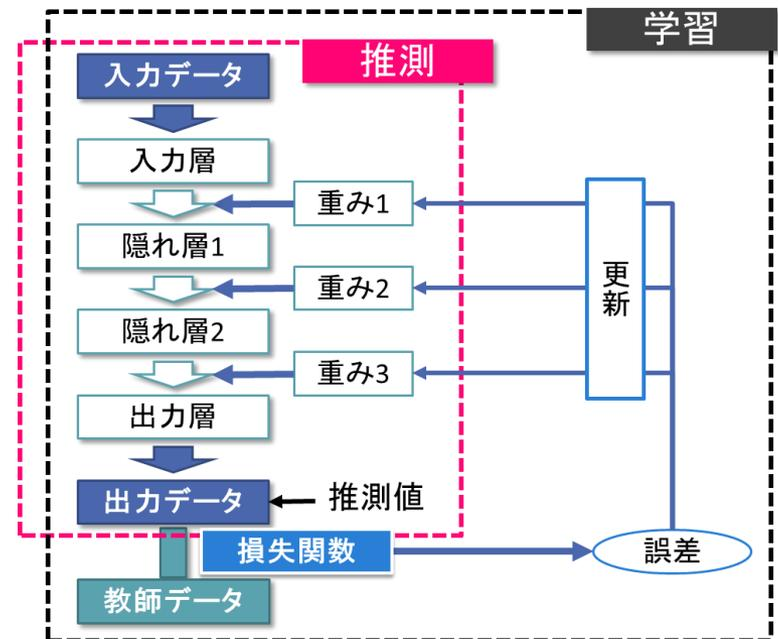 学習
推測
入力データ
入力層
重み1
隠れ層1
重み2
隠れ層2
重み3
出力層
更新
出力データ
推測値
損失関数
誤差
教師データ